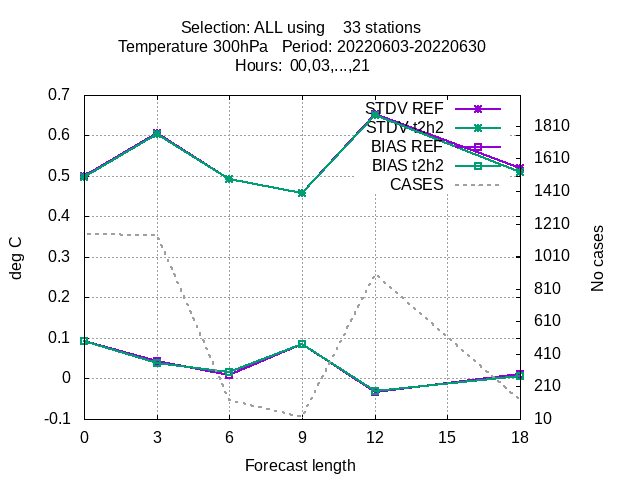 Selection: ALL using    33 stations
Temperature 300hPa   Period: 20220603-20220630
Hours: 00,03,...,21
STDV REF
STDV t2h2
BIAS REF
BIAS t2h2
CASES
0.7
0.6
0.5
0.4
0.3
0.2
0.1
0
-0.1
deg C
1810
1610
1410
1210
1010
810
610
410
210
10
No cases
0 3 6 9 12 15 18
Forecast length